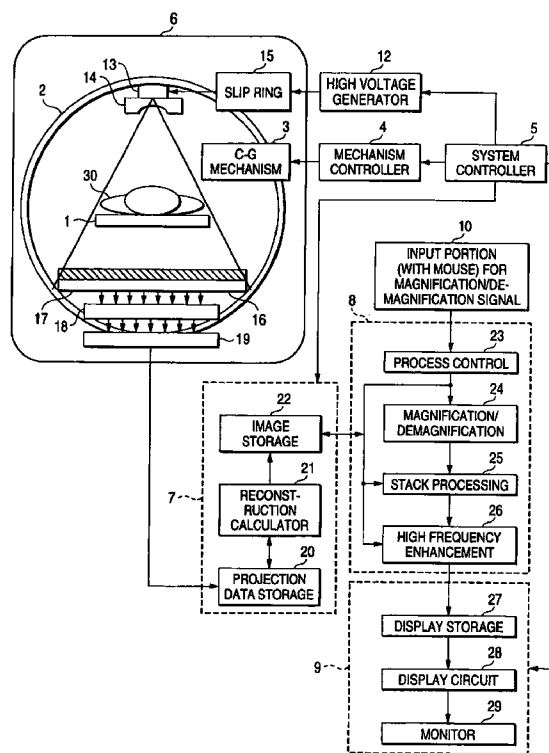 6
13
14
2
15
SLIP RING
12
HIGH VOLTAGE
GENERATOR
3
C-G
MECHANISM
4
MECHANISM
CONTROLLER
5
SYSTEM
CONTROLLER
30
1
17
16
18
19
10
INPUT PORTION
(WITH MOUSE) FOR
MAGNIFICATION/DE-
MAGNIFICATION SIGNAL
8
23
PROCESS CONTROL
24
MAGNIFICATION/
DEMAGNIFICATION
25
STACK PROCESSING
26
HIGH FREQUENCY
ENHANCEMENT
7
22
IMAGE
STORAGE
21
RECONST-
RUCTION
CALCULATOR
20
PROJECTION
DATA STORAGE
9
27
DISPLAY STORAGE
28
DISPLAY CIRCUIT
29
MONITOR